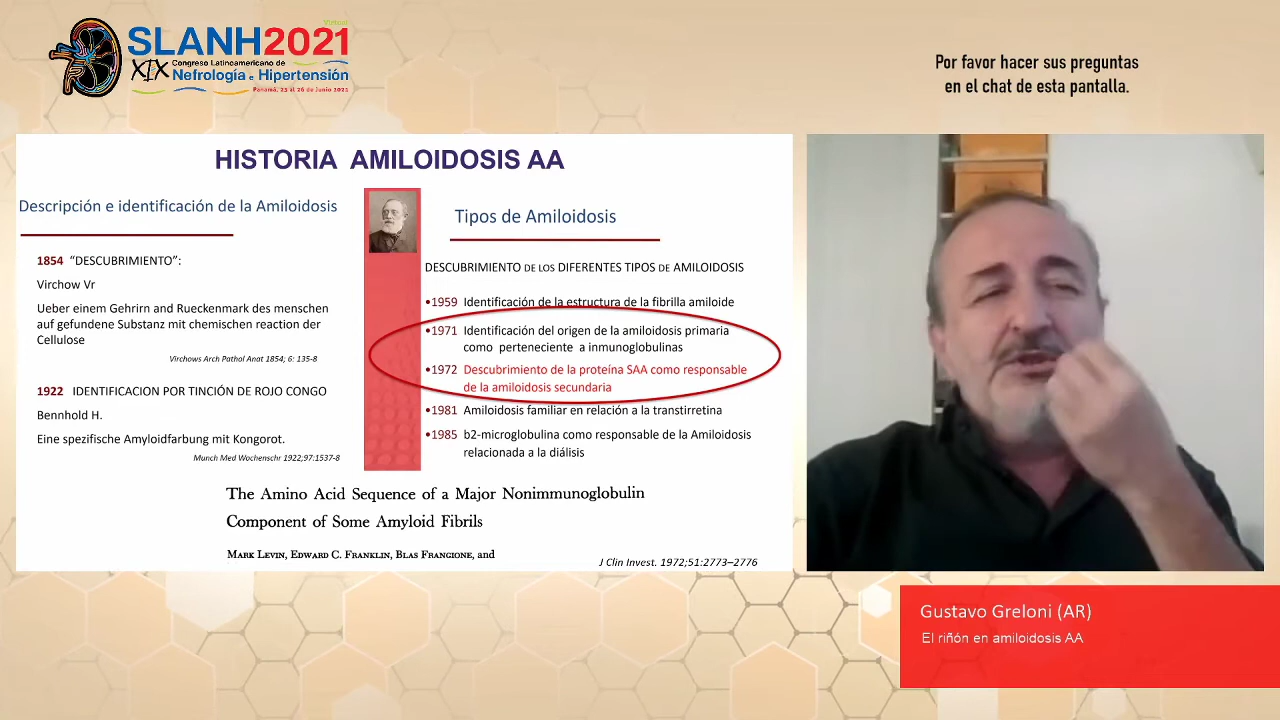 Virtual
SLANH2021
XIX Congreso Latinoamericano de
Nefrología e Hipertensión
Panamá, 23 al 26 de Junio 2021
Por favor hacer sus preguntas
en el chat de esta pantalla.
HISTORIA AMILOIDOSIS AA
Descripción e identificación de la Amiloidosis
1854 “DESCUBRIMIENTO”:
Virchow Vr
Ueber einem Gehrirn and Rueckenmark des menschen
auf gefundene Substanz mit chemischen reaction der
Cellulose
Virchows Arch Pathol Anat 1854; 6: 135-8
1922 IDENTIFICACION POR TINCIÓN DE ROJO CONGO
Bennhold H.
Eine spezifische Amyloidfarbung mit Kongorot.
Munch Med Wochenschr 1922;97:1537-8
Tipos de Amiloidosis
DESCUBRIMIENTO DE LOS DIFERENTES TIPOS DE AMILOIDOSIS
•1959 Identificación de la estructura de la fibrilla amiloide
•1971 Identificación del origen de la amiloidosis primaria
como perteneciente a inmunoglobulinas
•1972 Descubrimiento de la proteína SAA como responsable
de la amiloidosis secundaria
•1981 Amiloidosis familiar en relación a la transtirretina
•1985 b2-microglobulina como responsable de la Amiloidosis
relacionada a la diálisis
The Amino Acid Sequence of a Major Nonimmunoglobulin
Component of Some Amyloid Fibrils
MARK LEVIN, EDWARD C. FRANKLIN, BLAS FRANGIONE, and
J Clin Invest. 1972;51:2773–2776
Gustavo Greloni (AR)
El riñón en amiloidosis AA